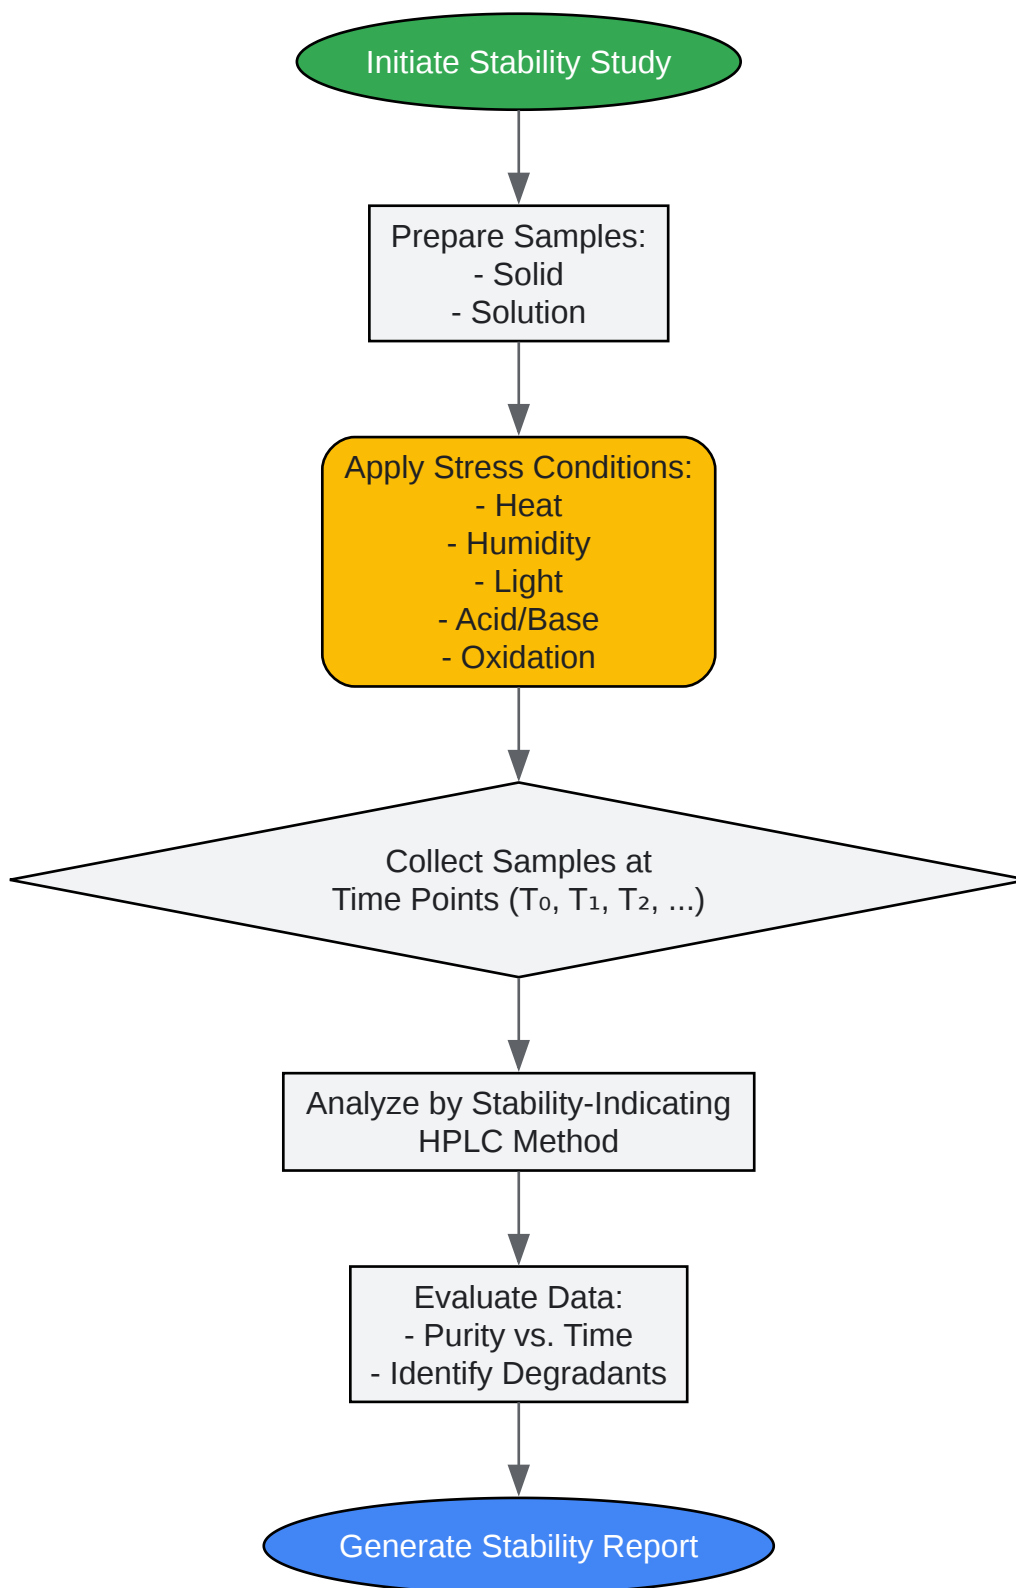 Initiate Stability Study
Prepare Samples:
- Solid
- Solution
Apply Stress Conditions:
- Heat
- Humidity
- Light
- Acid/Base
- Oxidation
Collect Samples at
Time Points (T₀, T₁, T₂, ...)
Analyze by Stability-Indicating
HPLC Method
Evaluate Data:
- Purity vs. Time
- Identify Degradants
Generate Stability Report